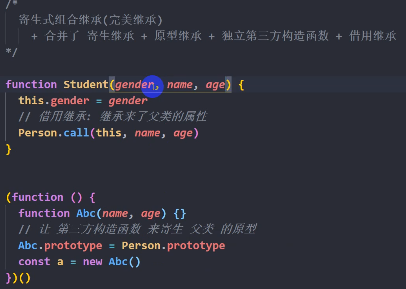 /*
寄生式组合继承(完美继承)
+ 合并了 寄生继承 + 原型继承 + 独立第三方构造函数 + 借用继承
*/
function Student(gender, name, age) {
this.gender = gender
// 借用继承: 继承来了父类的属性
Person.call(this, name, age)
}
(function () {
function Abc(name, age) {}
// 让 第三方构造函数 来寄生 父类 的原型
Abc.prototype = Person.prototype
const a = new Abc()
})()